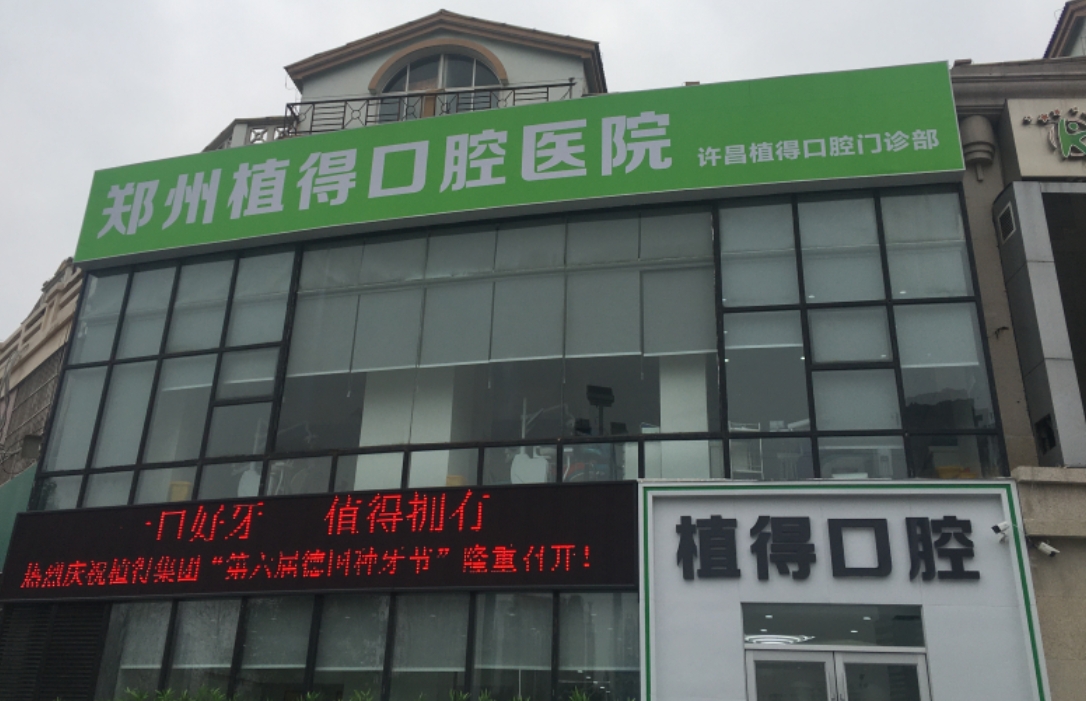 郑州植得口腔医院 许昌植得口腔门诊部
一口好牙 值得拥有
热烈庆祝植得集团“第六届德国种牙节”隆重召开！
植得口腔